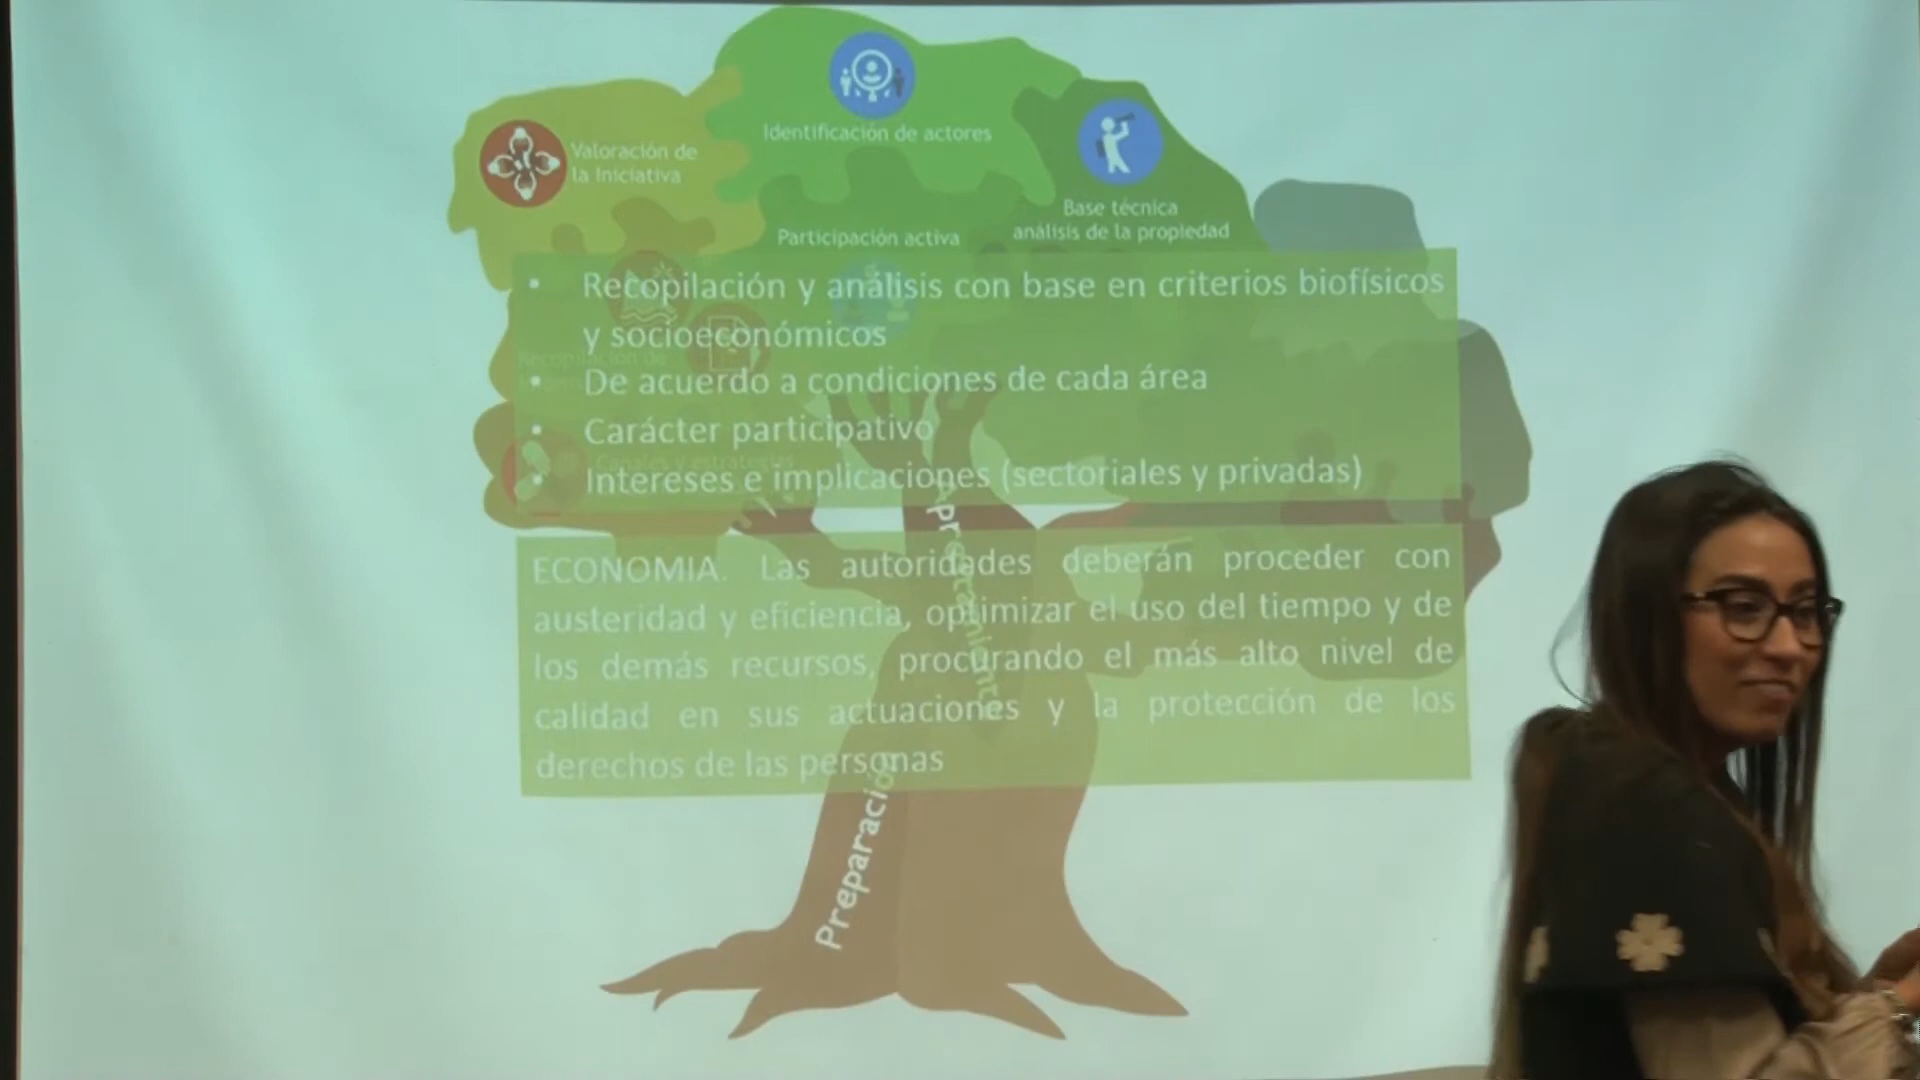 Identificación de actores
Valoración de
la Iniciativa
Base técnica
análisis de la propiedad
Participación activa
• Recopilación y análisis con base en criterios biofísicos
y socioeconómicos
• De acuerdo a condiciones de cada área
• Carácter participativo
• Intereses e implicaciones (sectoriales y privadas)
ECONOMIA. Las autoridades deberán proceder con
austeridad y eficiencia, optimizar el uso del tiempo y de
los demás recursos, procurando el más alto nivel de
calidad en sus actuaciones y la protección de los
derechos de las personas
Preparación